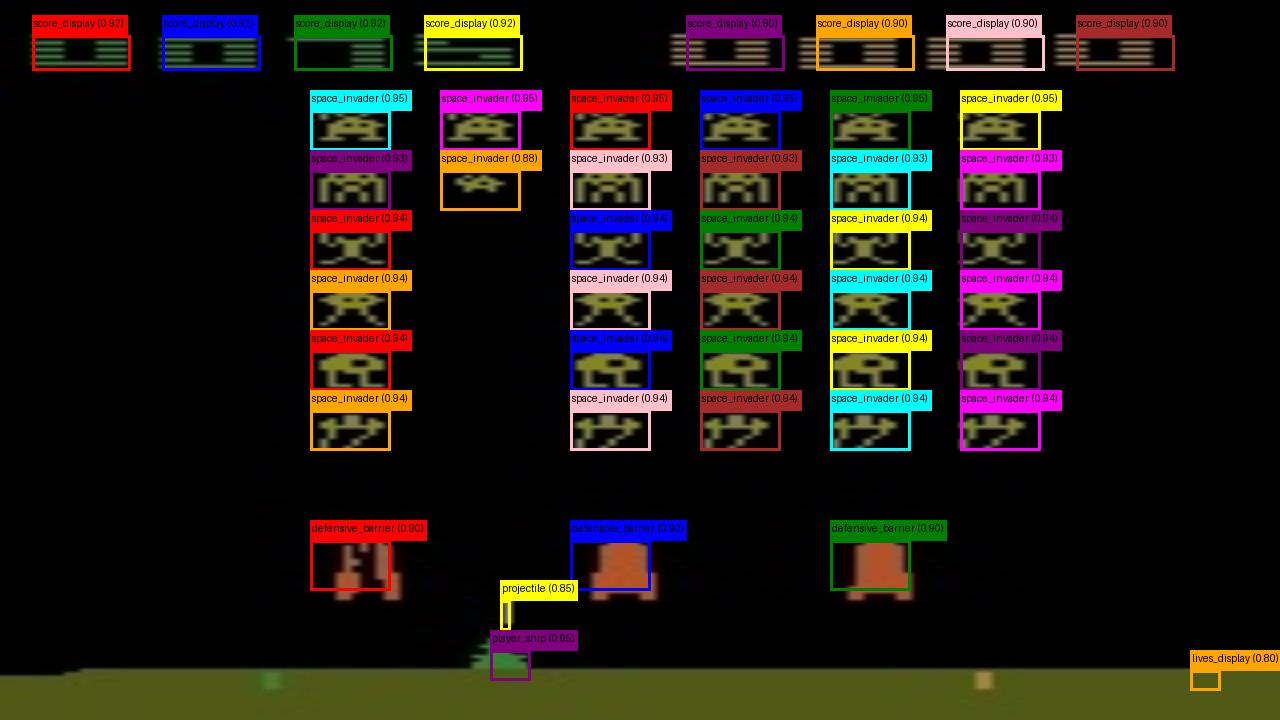 score_display (0.92) score_display (0.92) score_display (0.92) score_display (0.92) score_display (0.90) score_display (0.90) score_display (0.90) score_display (0.90)
space_invader (0.95) space_invader (0.95) space_invader (0.95) space_invader (0.95) space_invader (0.95) space_invader (0.95)
space_invader (0.93) space_invader (0.88) space_invader (0.93) space_invader (0.93) space_invader (0.93) space_invader (0.93)
space_invader (0.94) space_invader (0.94) space_invader (0.94) space_invader (0.94) space_invader (0.94)
space_invader (0.94) space_invader (0.94) space_invader (0.94) space_invader (0.94) space_invader (0.94)
space_invader (0.94) space_invader (0.94) space_invader (0.94) space_invader (0.94) space_invader (0.94)
space_invader (0.94) space_invader (0.94) space_invader (0.94) space_invader (0.94) space_invader (0.94)
defensive_barrier (0.90) defensive_barrier (0.90) defensive_barrier (0.90)
projectile (0.85)
player_ship (0.95)
lives_display (0.80)